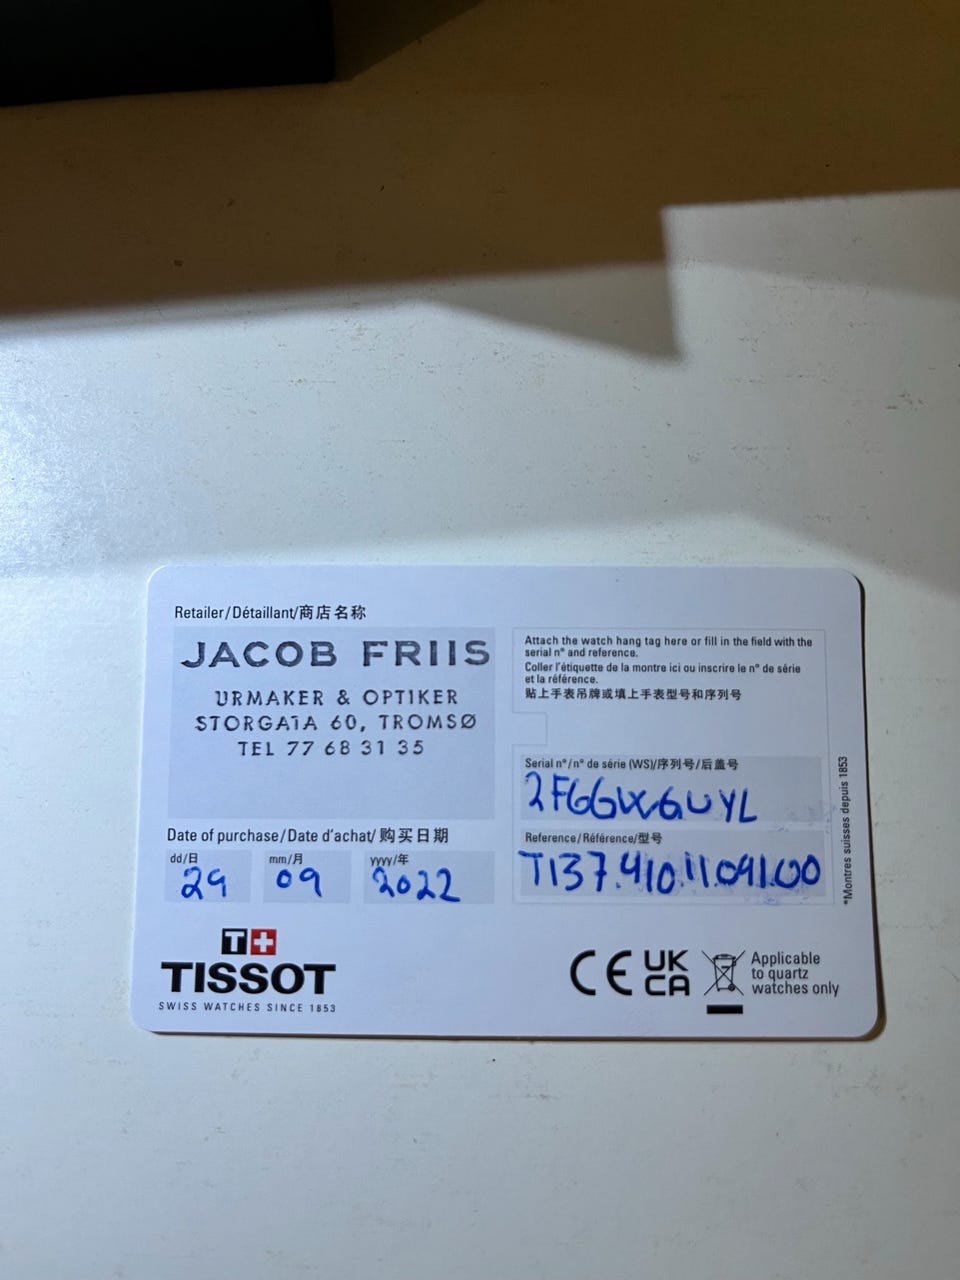 Retailer/Détaillant/商店名称
JACOB FRIIS
URMAKER & OPTIKER
STORGATA 60, TROMSØ
TEL 77 68 31 35
Date of purchase/Date d'achat/购买日期
dd/日 mm/月 yyyy/年
29 09 2022
Attach the watch hang tag here or fill in the field with the
serial n° and reference.
Coller l'étiquette de la montre ici ou inscrire le n° de série
et la référence.
贴上手表吊牌或填上手表型号和序列号
Serial n°/n° de série (WS)/序列号/后盖号
Reference/Référence/型号
T137.410.11.091.00
*Montres suisses depuis 1853
T+
TISSOT
SWISS WATCHES SINCE 1853
CE UK
CA
Applicable
to quartz
watches only